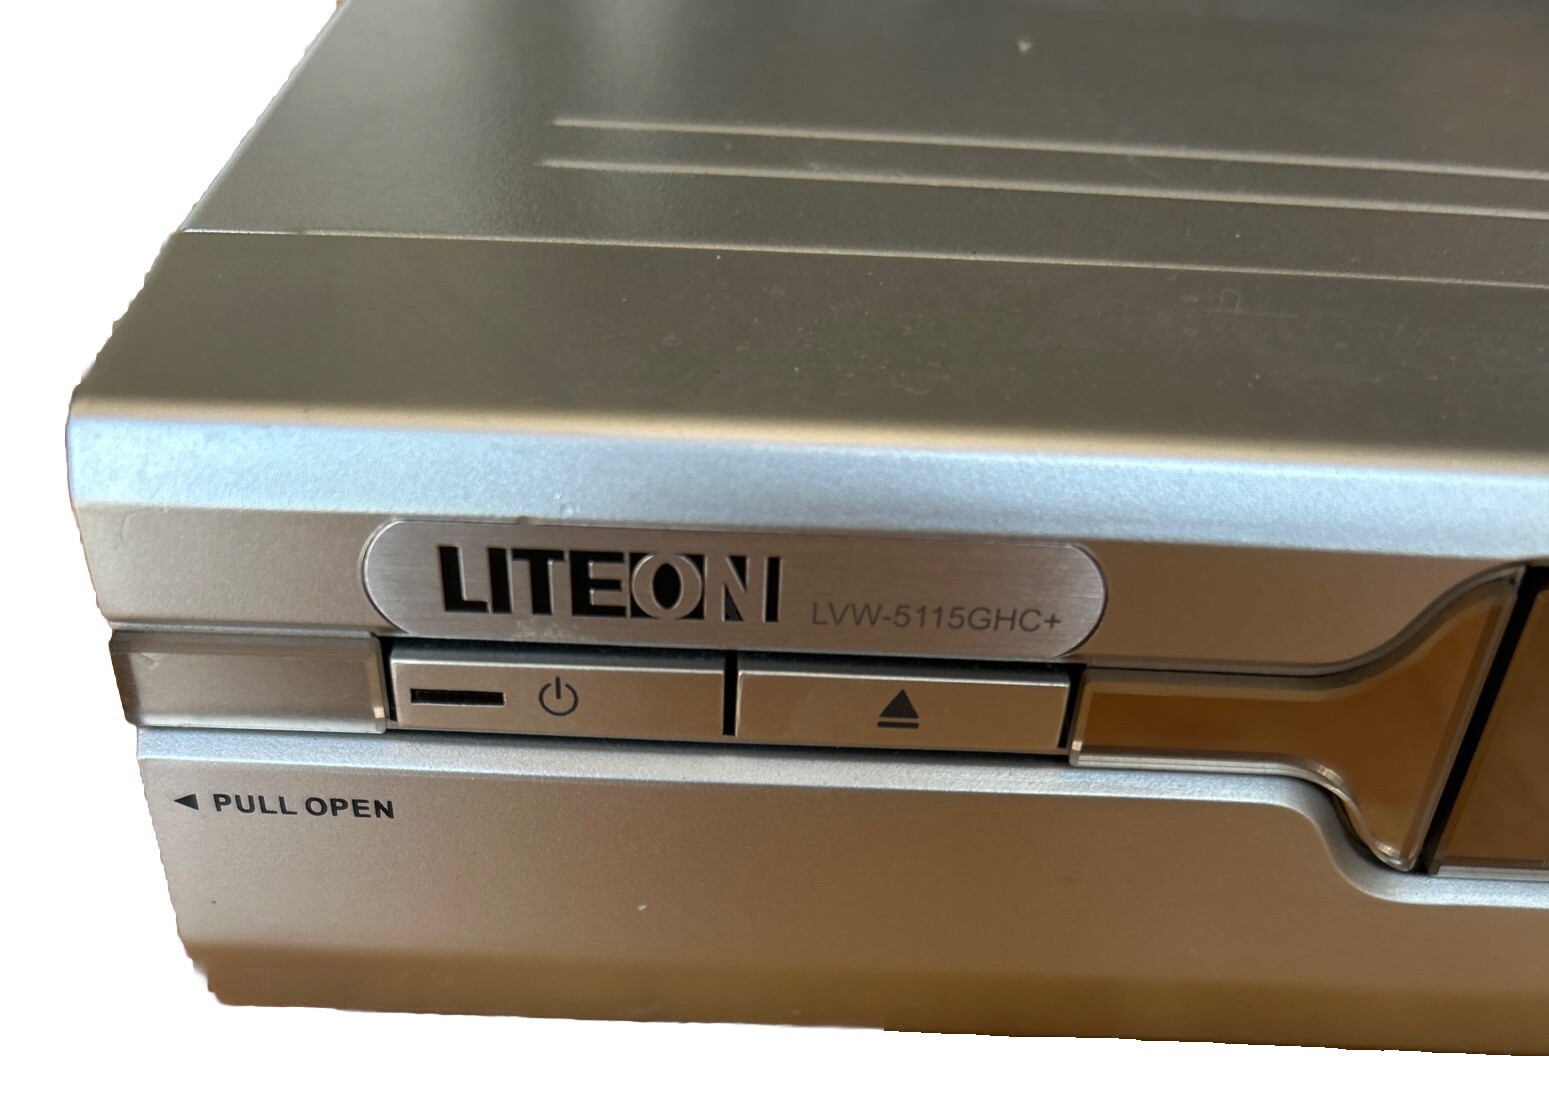 LITEON
LVW-5115GHC+
PULL OPEN